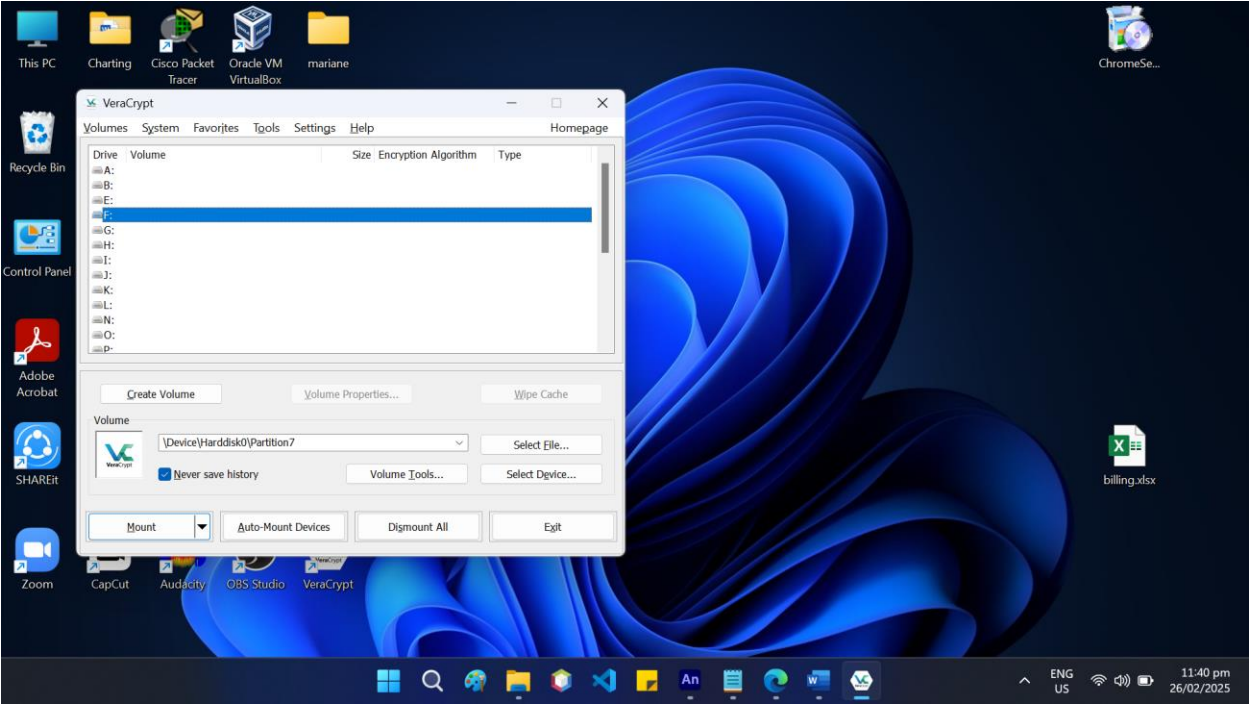 This PC
Charting
Cisco Packet
Tracer
Oracle VM
VirtualBox
mariane
ChromeSe...
VeraCrypt
Volumes System Favorites Tools Settings Help Homepage
Recycle Bin
Drive Volume Size Encryption Algorithm Type
A:
B:
E:
F:
G:
H:
I:
J:
K:
L:
N:
O:
P:
Control Panel
Adobe
Acrobat
Create Volume Volume Properties... Wipe Cache
Volume
VeraCrypt
\Device\Harddisk0\Partition7
Select File...
Never save history
Volume Tools...
Select Device...
SHAREit
billing.xlsx
Mount Auto-Mount Devices Dismount All Exit
Zoom
CapCut
Audacity
OBS Studio
VeraCrypt
VeraCrypt
An
W
ENG
US
11:40 pm
26/02/2025